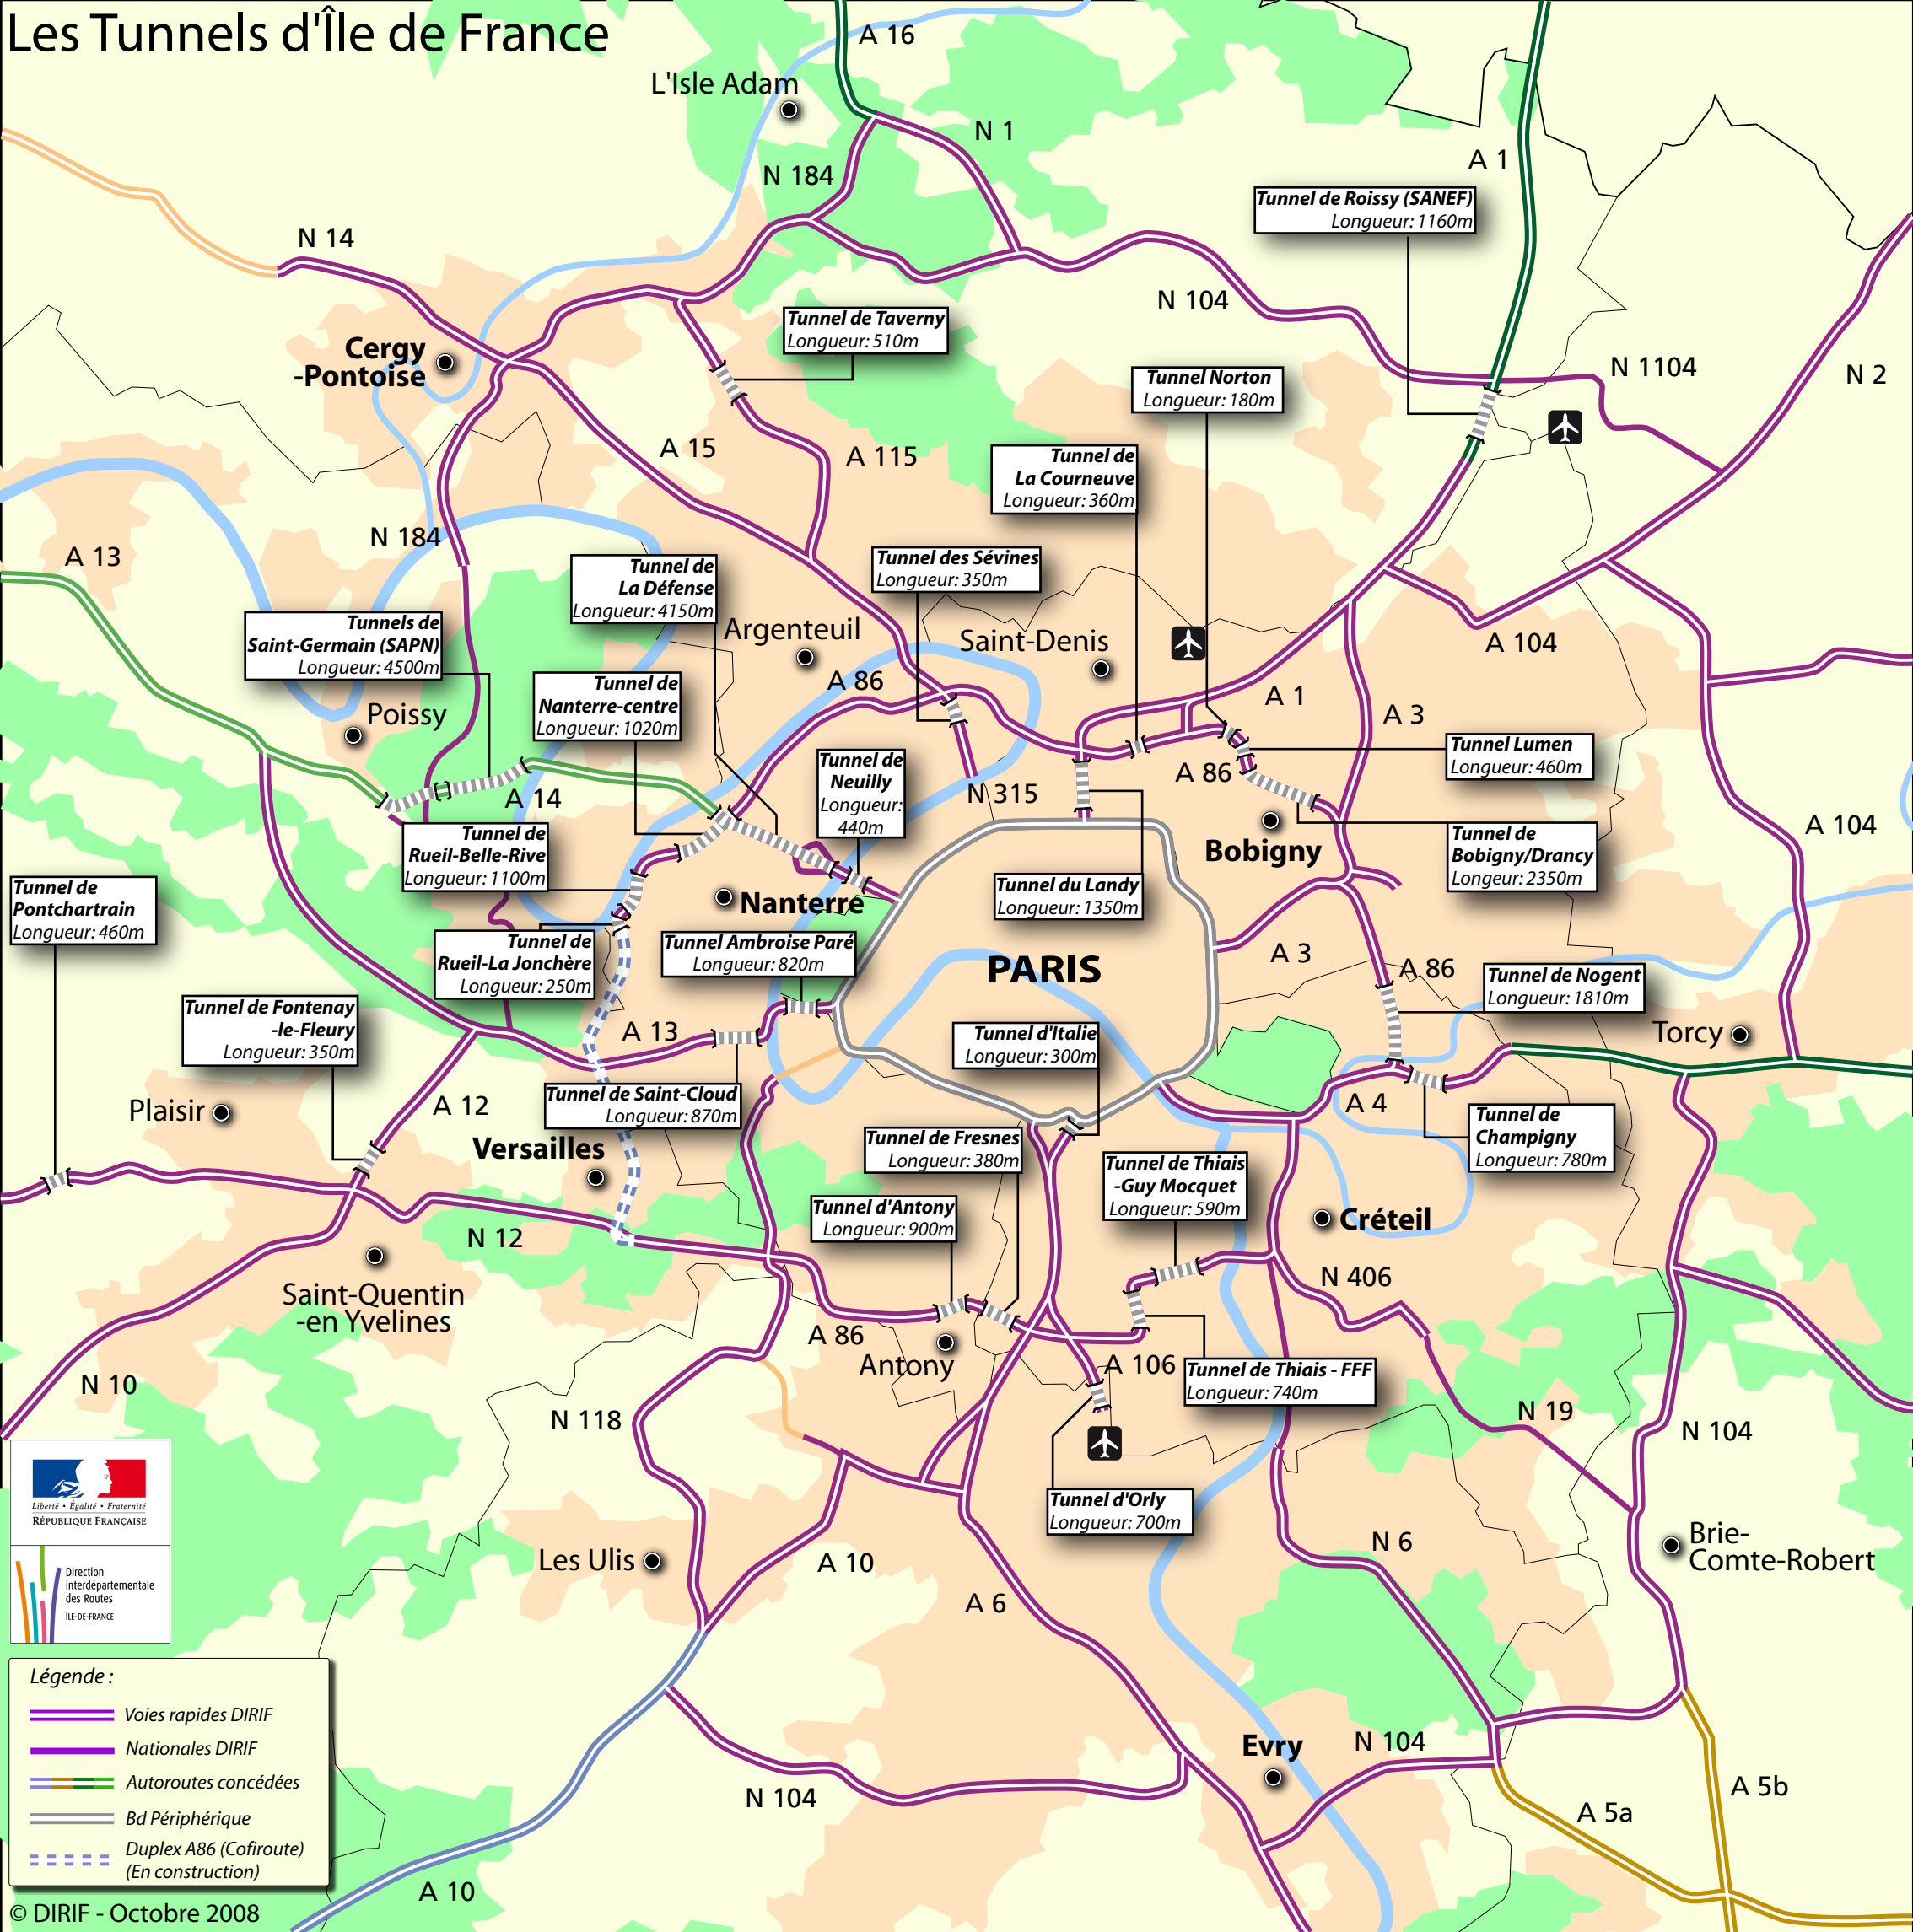 Les Tunnels d'Île de France
A 16
L'Isle Adam
N 1
A 1
N 184
Tunnel de Roissy (SANEF)
Longueur: 1160m
N 14
N 104
Tunnel de Taverny
Longueur: 510m
Cergy
-Pontoise
N 1104
N 2
Tunnel Norton
Longueur: 180m
A 15
A 115
Tunnel de
La Courneuve
Longueur: 360m
N 184
A 13
Tunnel de
La Défense
Longueur: 4150m
Tunnel des Sévines
Longueur: 350m
Tunnels de
Saint-Germain (SAPN)
Longueur: 4500m
Argenteuil
Saint-Denis
A 104
A 86
Tunnel de
Nanterre-centre
Longueur: 1020m
A 1
A 3
Poissy
Tunnel de
Neuilly
Longueur:
440m
Tunnel Lumen
Longueur: 460m
A 86
A 14
N 315
Tunnel de
Rueil-Belle-Rive
Longueur: 1100m
Bobigny
Tunnel de
Bobigny/Drancy
Longeur: 2350m
A 104
Tunnel de
Pontchartrain
Longueur: 460m
Nanterre
Tunnel du Landy
Longueur: 1350m
Tunnel de
Rueil-La Jonchère
Longueur: 250m
Tunnel Ambroise Paré
Longueur: 820m
PARIS
A 3
A 86
Tunnel de Nogent
Longueur: 1810m
Tunnel de Fontenay
-le-Fleury
Longueur: 350m
A 13
Tunnel d'Italie
Longueur: 300m
Torcy
Plaisir
A 12
Tunnel de Saint-Cloud
Longueur: 870m
A 4
Tunnel de
Champigny
Longueur: 780m
Versailles
Tunnel de Fresnes
Longueur: 380m
Tunnel de Thiais
-Guy Mocquet
Longueur: 590m
Tunnel d'Antony
Longueur: 900m
Créteil
N 12
Saint-Quentin
-en Yvelines
N 406
A 86
Antony
A 106
Tunnel de Thiais - FFF
Longueur: 740m
N 10
N 118
N 19
N 104
Liberté • Égalité • Fraternité
RÉPUBLIQUE FRANÇAISE
Tunnel d'Orly
Longueur: 700m
Les Ulis
A 10
N 6
Brie-
Comte-Robert
Direction
interdépartementale
des Routes
ÎLE-DE-FRANCE
A 6
Légende :
Voies rapides DIRIF
Nationales DIRIF
Autoroutes concédées
Bd Périphérique
Duplex A86 (Cofiroute)
(En construction)
Evry
N 104
N 104
A 5b
A 5a
A 10
© DIRIF - Octobre 2008